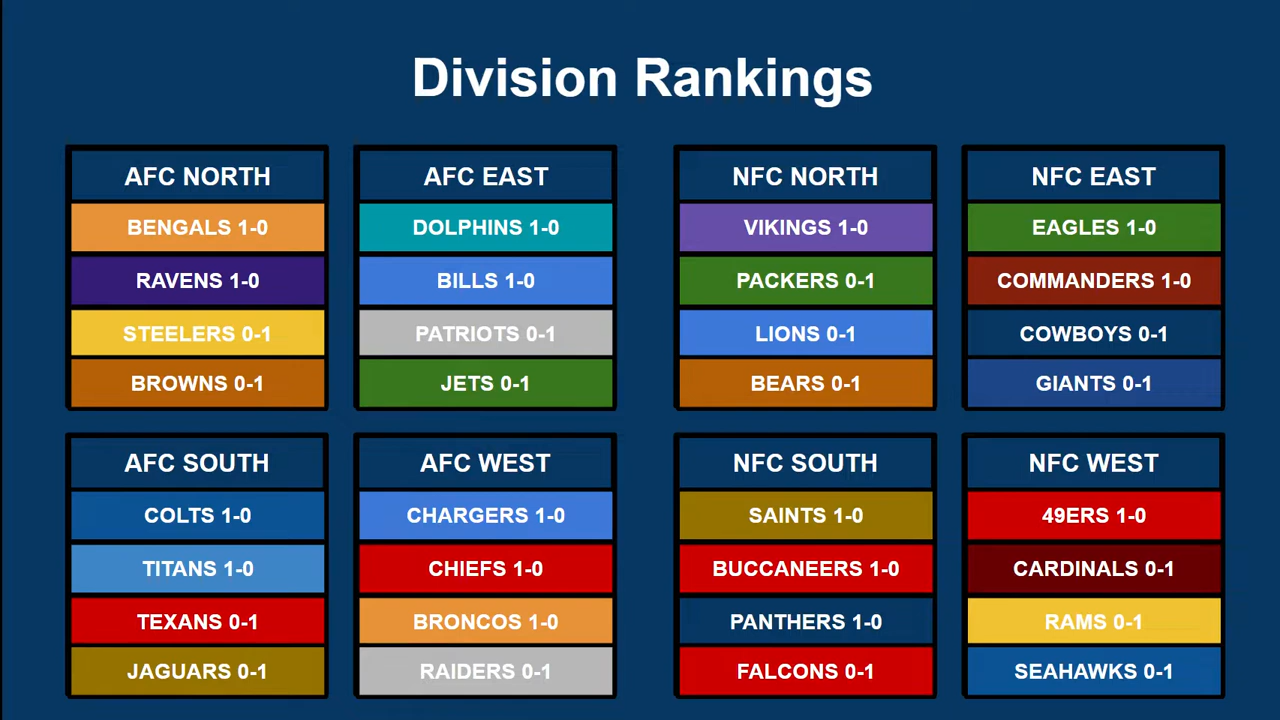 Division Rankings
AFC NORTH
BENGALS 1-0
RAVENS 1-0
STEELERS 0-1
BROWNS 0-1
AFC EAST
DOLPHINS 1-0
BILLS 1-0
PATRIOTS 0-1
JETS 0-1
NFC NORTH
VIKINGS 1-0
PACKERS 0-1
LIONS 0-1
BEARS 0-1
NFC EAST
EAGLES 1-0
COMMANDERS 1-0
COWBOYS 0-1
GIANTS 0-1
AFC SOUTH
COLTS 1-0
TITANS 1-0
TEXANS 0-1
JAGUARS 0-1
AFC WEST
CHARGERS 1-0
CHIEFS 1-0
BRONCOS 1-0
RAIDERS 0-1
NFC SOUTH
SAINTS 1-0
BUCCANEERS 1-0
PANTHERS 1-0
FALCONS 0-1
NFC WEST
49ERS 1-0
CARDINALS 0-1
RAMS 0-1
SEAHAWKS 0-1